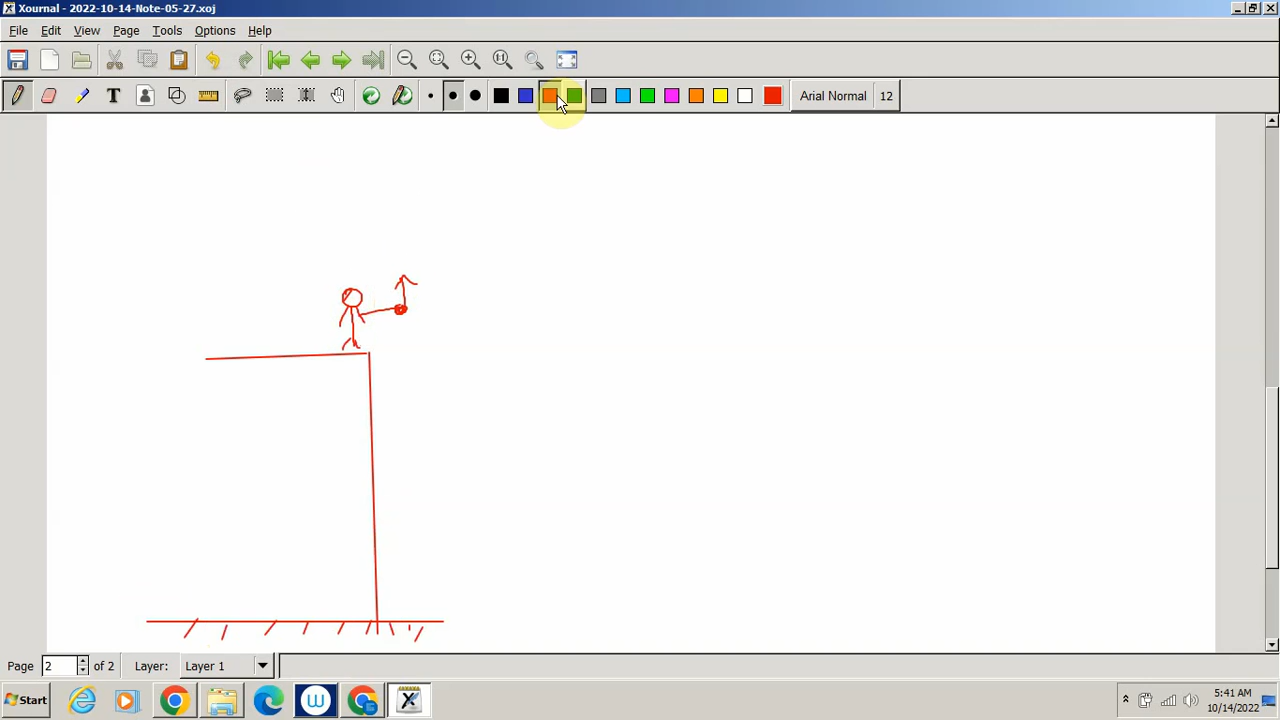 Xournal - 2022-10-14-Note-05-27.xoj
File Edit View Page Tools Options Help
T Arial Normal 12
Page 2 of 2 Layer: Layer 1
Start W 5:41 AM
10/14/2022